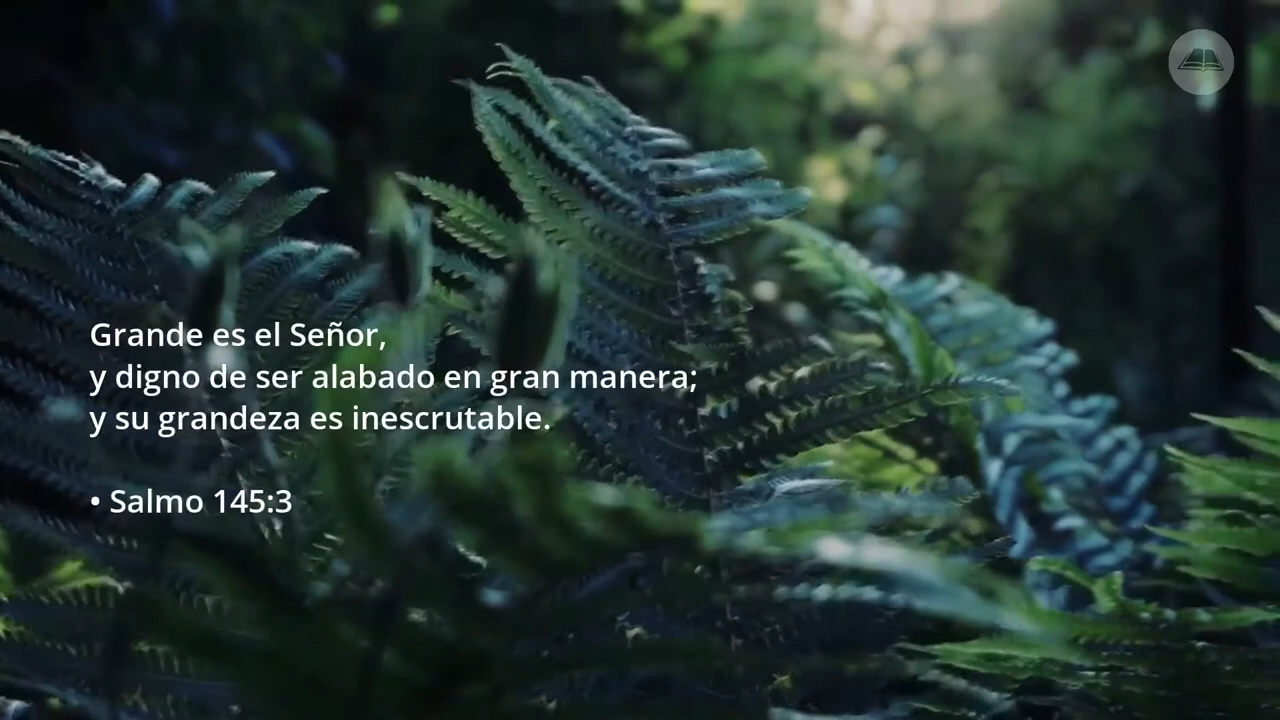 Grande es el Señor,
y digno de ser alabado en gran manera;
y su grandeza es inescrutable.
• Salmo 145:3